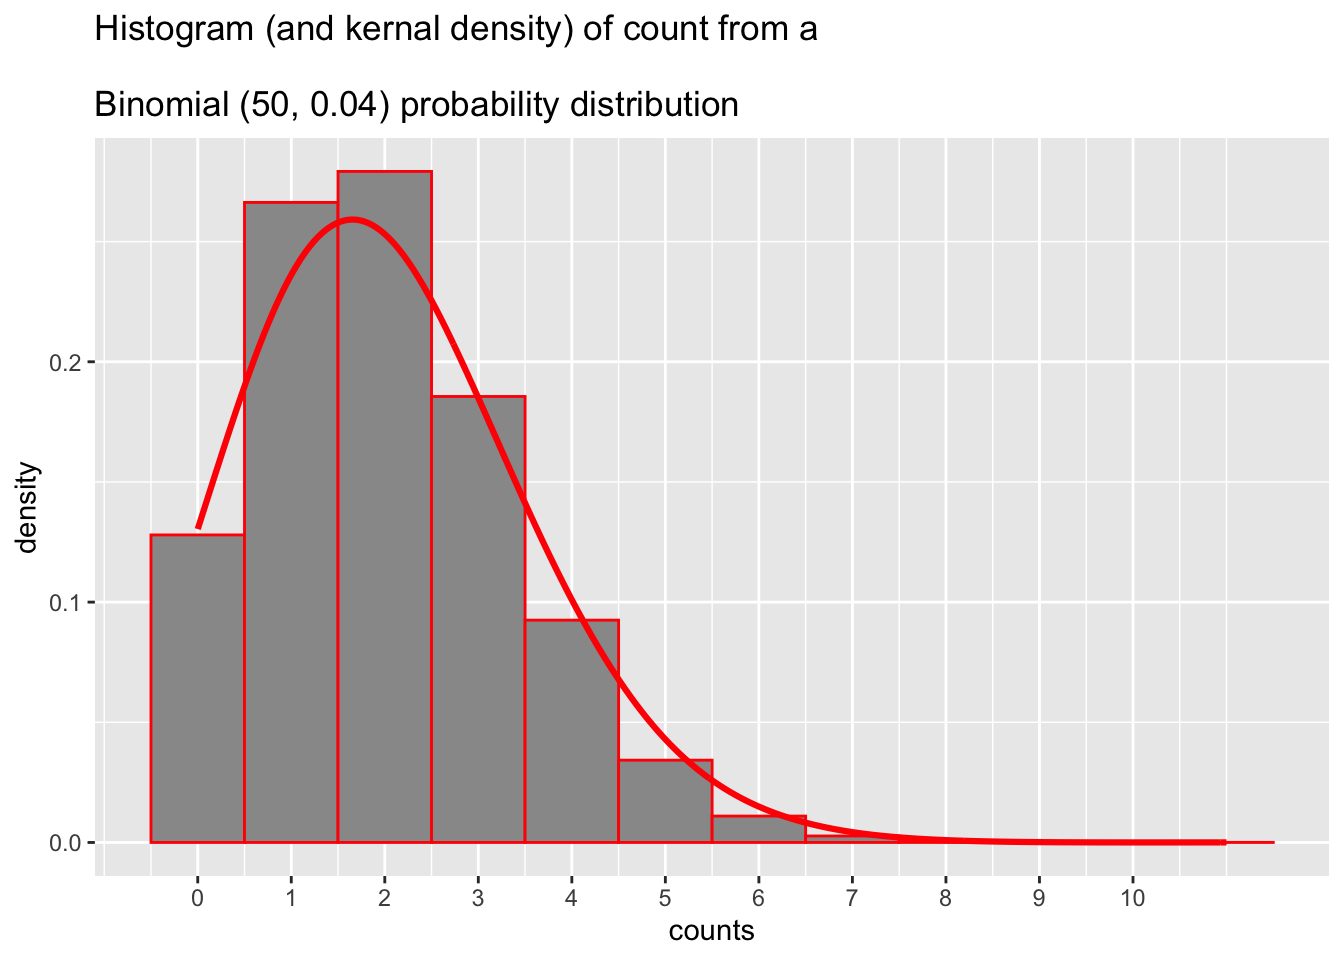 Histogram (and kernal density) of count from a
Binomial (50, 0.04) probability distribution
density
0.2
0.1
0.0
0 1 2 3 4 5 6 7 8 9 10
counts